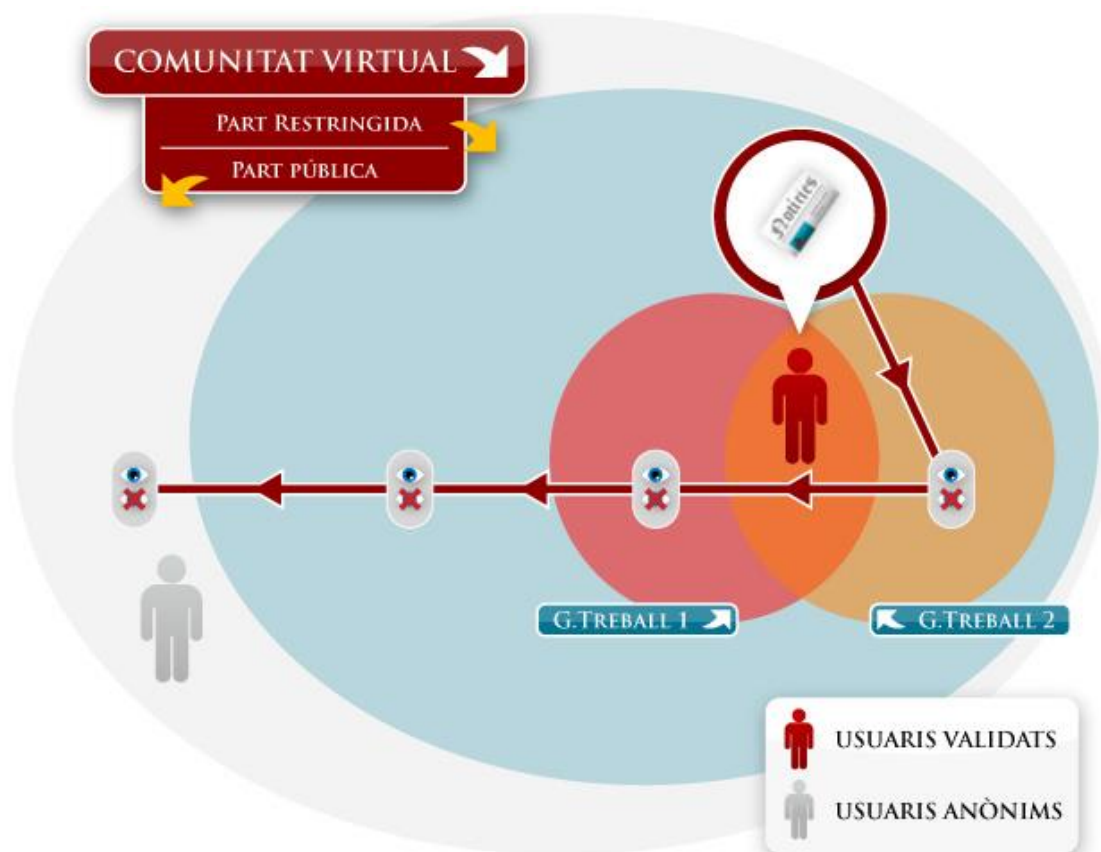 COMUNITAT VIRTUAL
PART RESTRINGIDA
PART PÚBLICA
Notícies
G.TREBALL 1
G.TREBALL 2
USUARIS VALIDATS
USUARIS ANÒNIMS